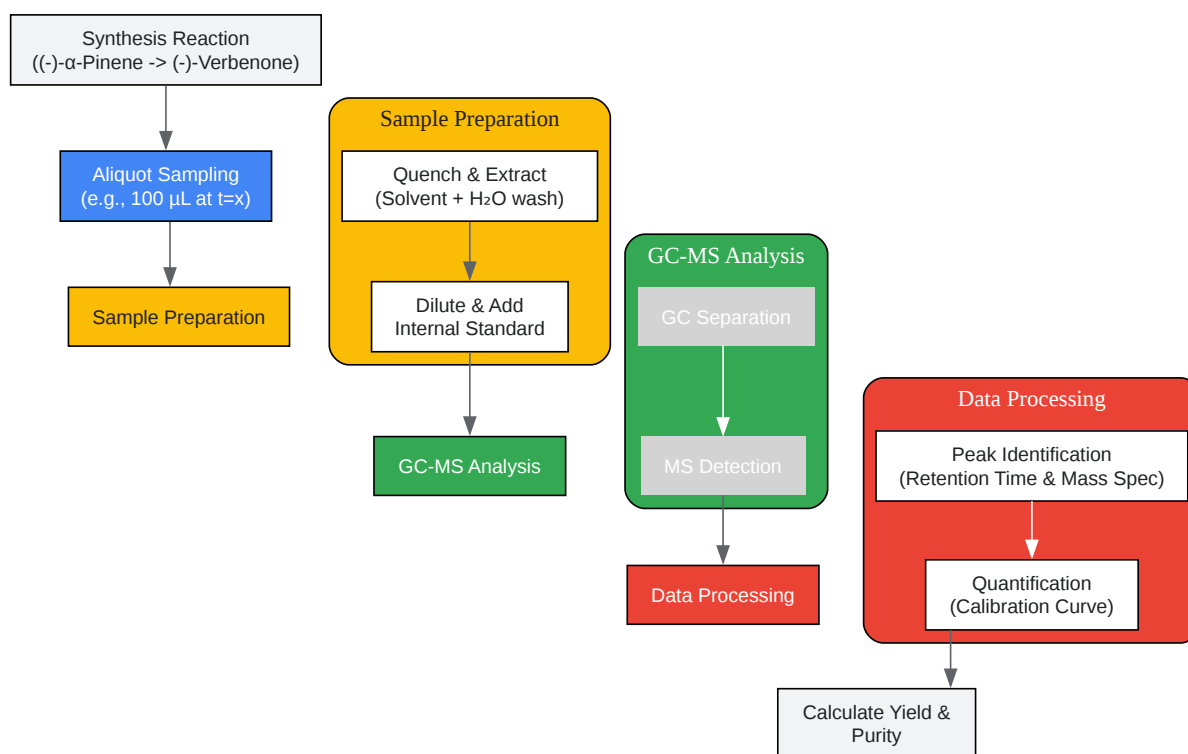 Synthesis Reaction
((-)-α-Pinene -> (-)-Verbenone)
Aliquot Sampling
(e.g., 100 µL at t=x)
Sample Preparation
Sample Preparation
Quench & Extract
(Solvent + H₂O wash)
Dilute & Add
Internal Standard
GC-MS Analysis
GC-MS Analysis
GC Separation
MS Detection
Data Processing
Data Processing
Peak Identification
(Retention Time & Mass Spec)
Quantification
(Calibration Curve)
Calculate Yield &
Purity